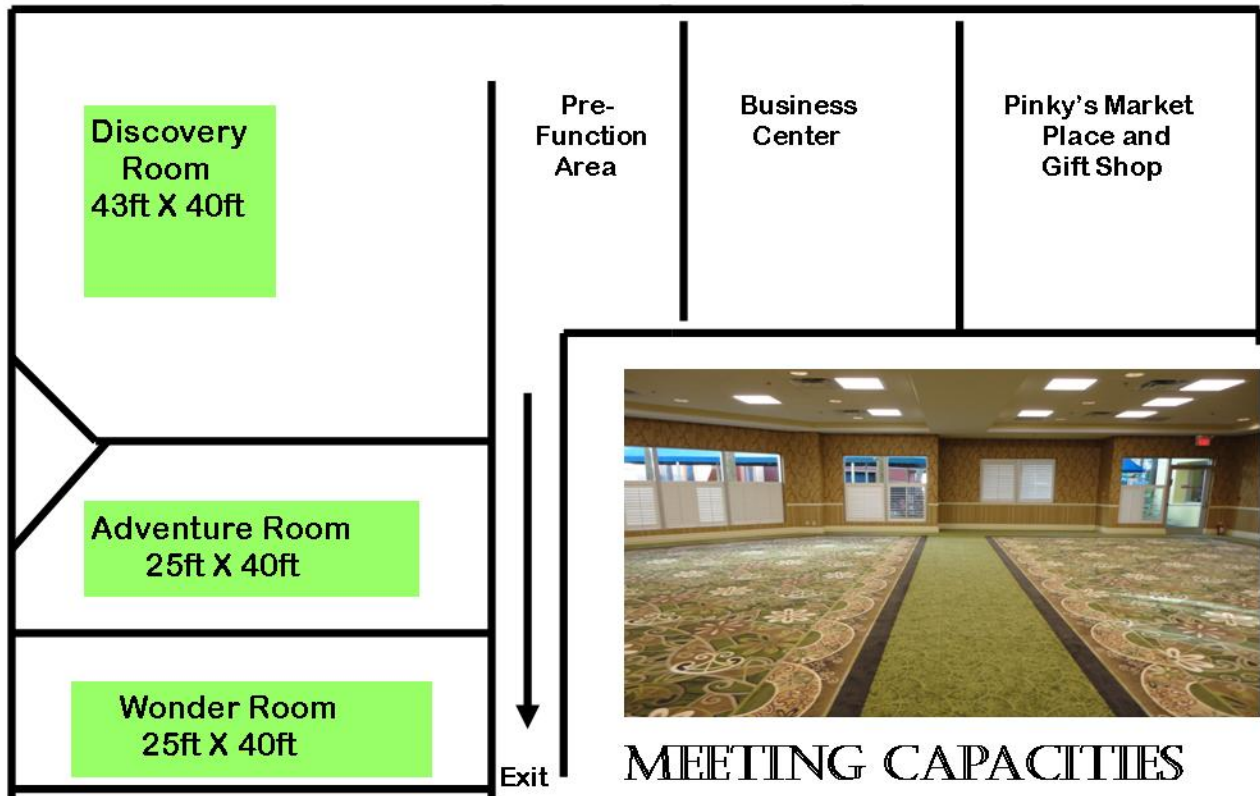 Discovery
Room
43ft X 40ft
Pre-
Function
Area
Business
Center
Pinky's Market
Place and
Gift Shop
Adventure Room
25ft X 40ft
Wonder Room
25ft X 40ft
Exit
MEETING CAPACITIES